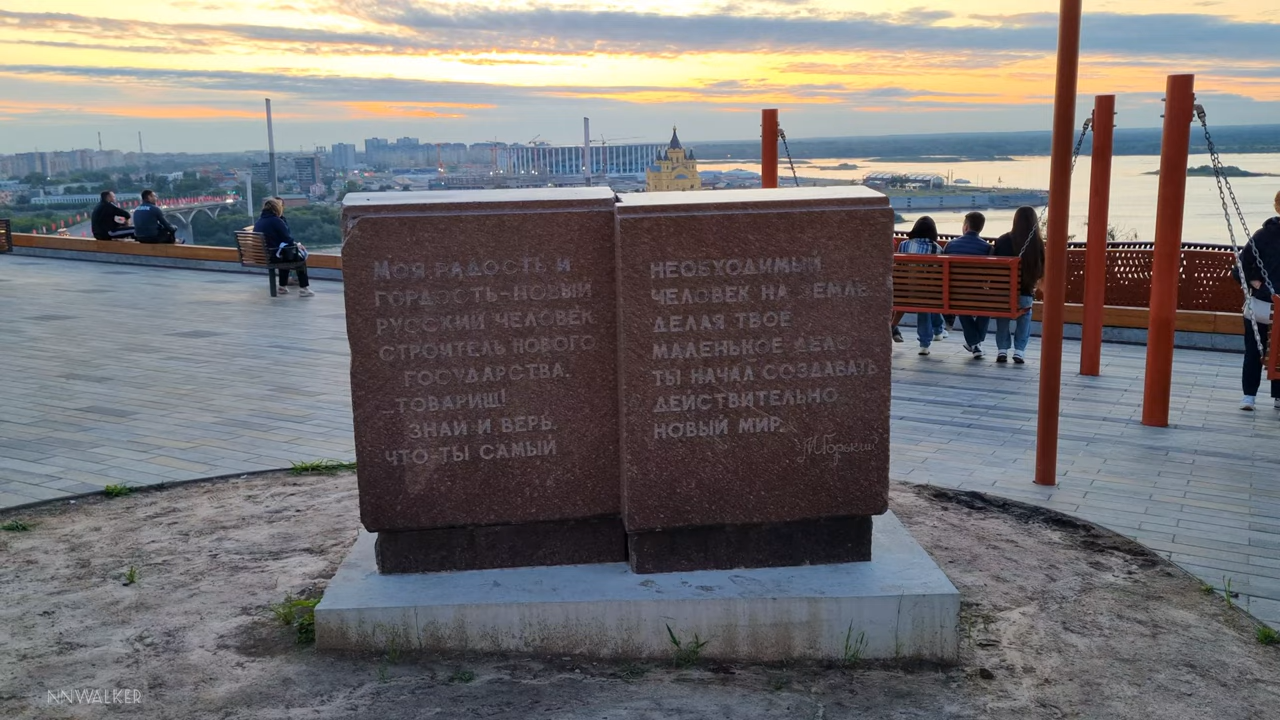 МОЯ РАДОСТЬ И
ГОРДОСТЬ-НОВЫЙ
РУССКИЙ ЧЕЛОВЕК
СТРОИТЕЛЬ НОВОГО
ГОСУДАРСТВА.
ТОВАРИЩ!
ЗНАЙ И ВЕРЬ,
ЧТО ТЫ САМЫЙ
НЕОБХОДИМЫЙ
ЧЕЛОВЕК НА ЗЕМЛЕ.
ДЕЛАЯ ТВОЕ
МАЛЕНЬКОЕ ДЕЛО
ТЫ НАЧАЛ СОЗДАВАТЬ
ДЕЙСТВИТЕЛЬНО
НОВЫЙ МИР.
М.Горький
NNWALKER